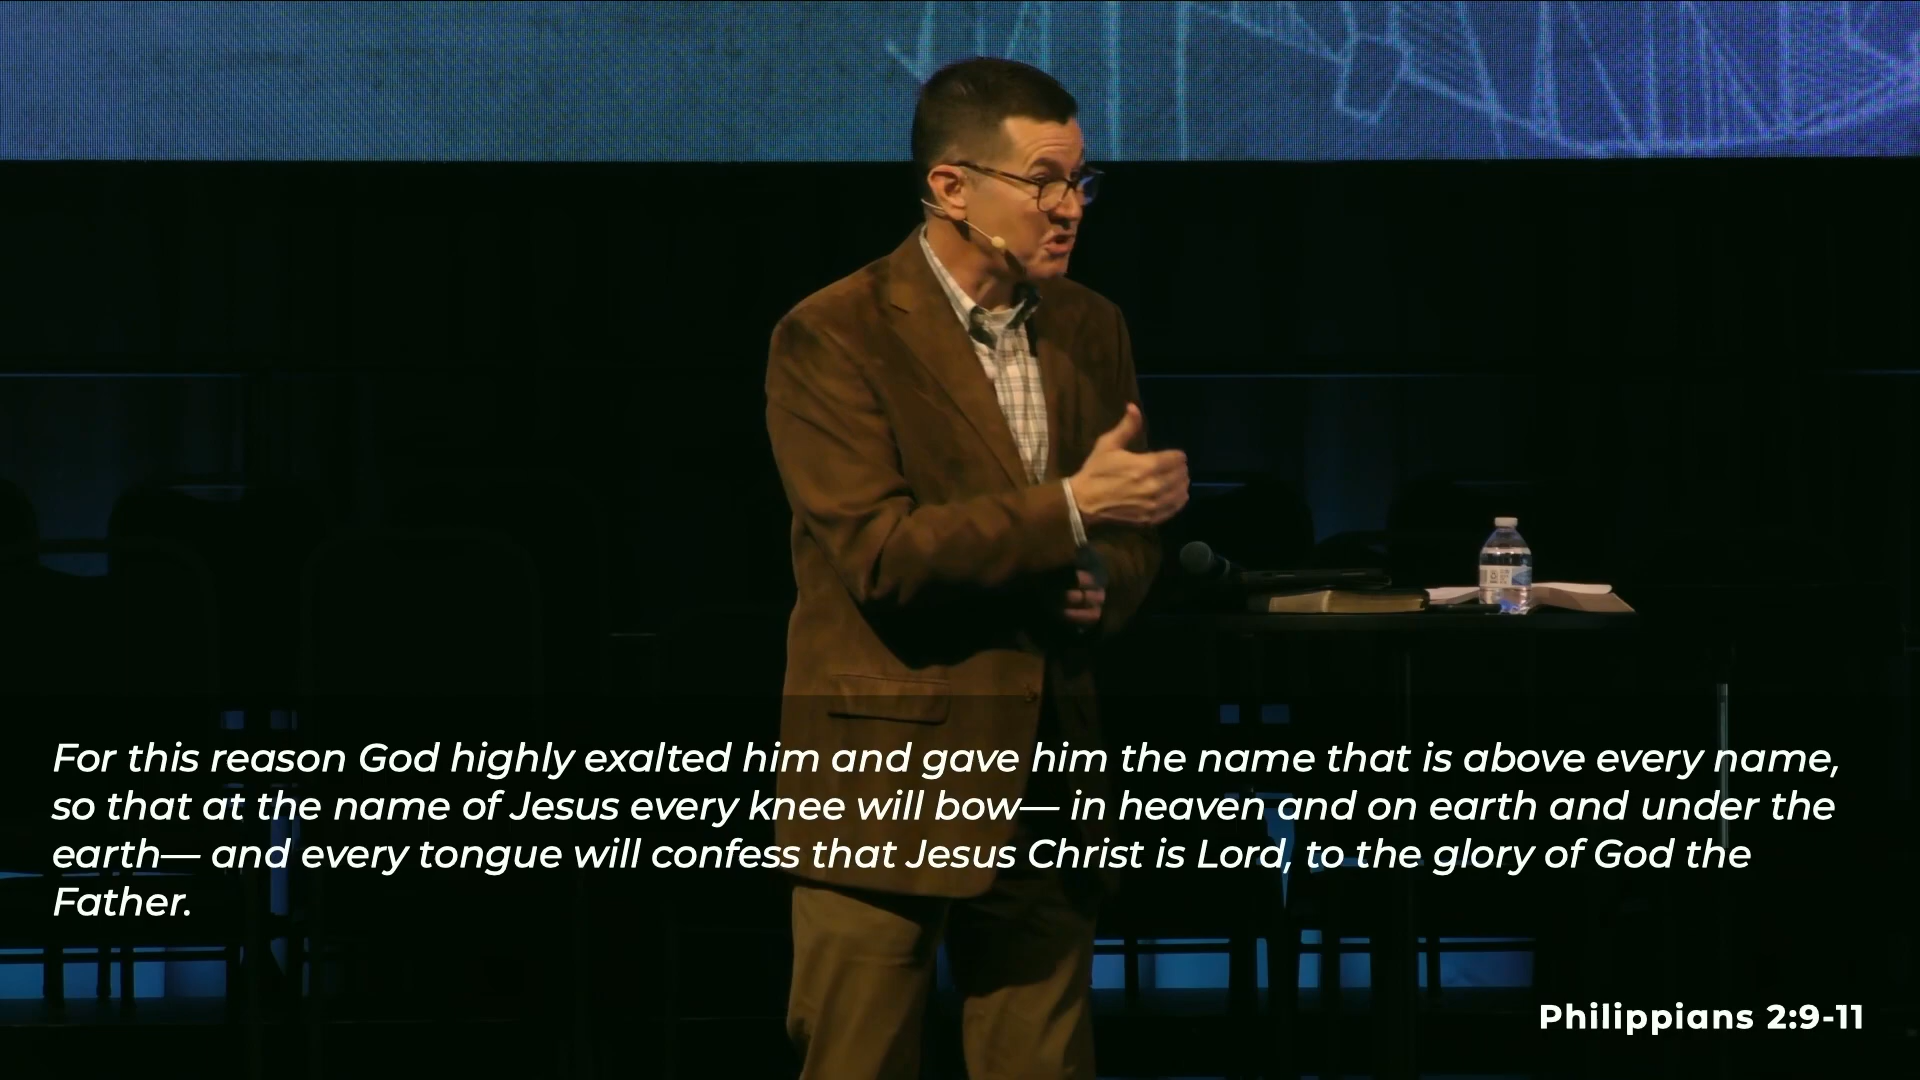 For this reason God highly exalted him and gave him the name that is above every name,
so that at the name of Jesus every knee will bow— in heaven and on earth and under the
earth— and every tongue will confess that Jesus Christ is Lord, to the glory of God the
Father.
Philippians 2:9-11